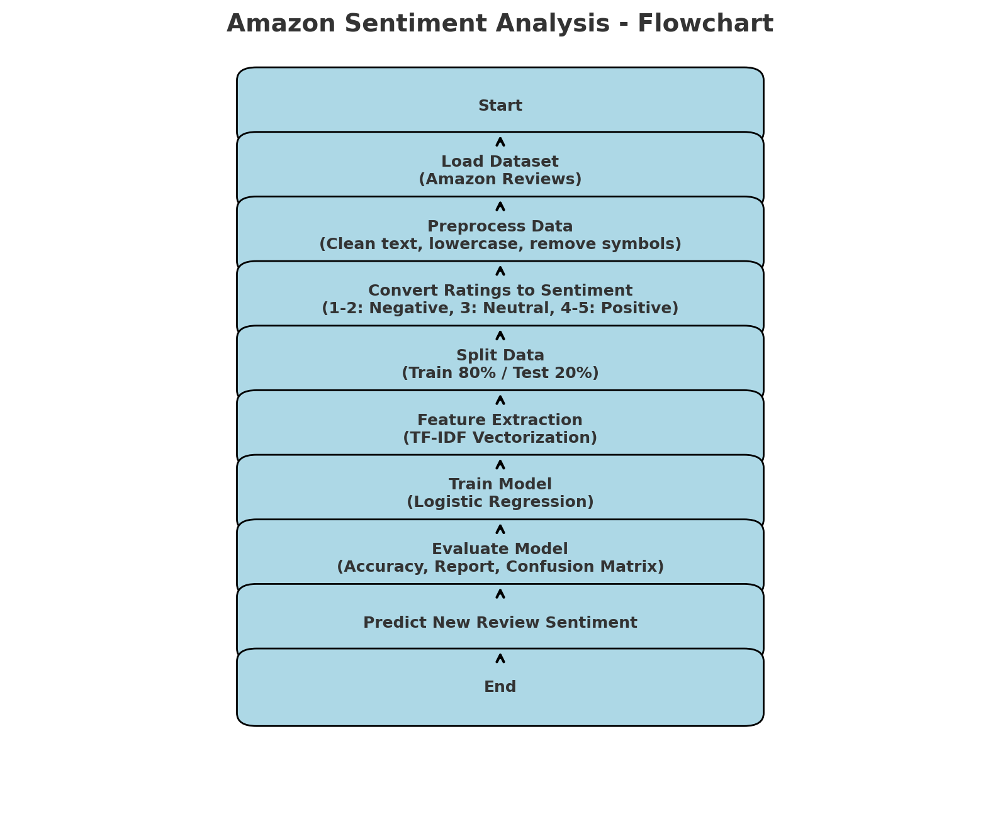 Amazon Sentiment Analysis - Flowchart
Start
Load Dataset
(Amazon Reviews)
Preprocess Data
(Clean text, lowercase, remove symbols)
Convert Ratings to Sentiment
(1-2: Negative, 3: Neutral, 4-5: Positive)
Split Data
(Train 80% / Test 20%)
Feature Extraction
(TF-IDF Vectorization)
Train Model
(Logistic Regression)
Evaluate Model
(Accuracy, Report, Confusion Matrix)
Predict New Review Sentiment
End